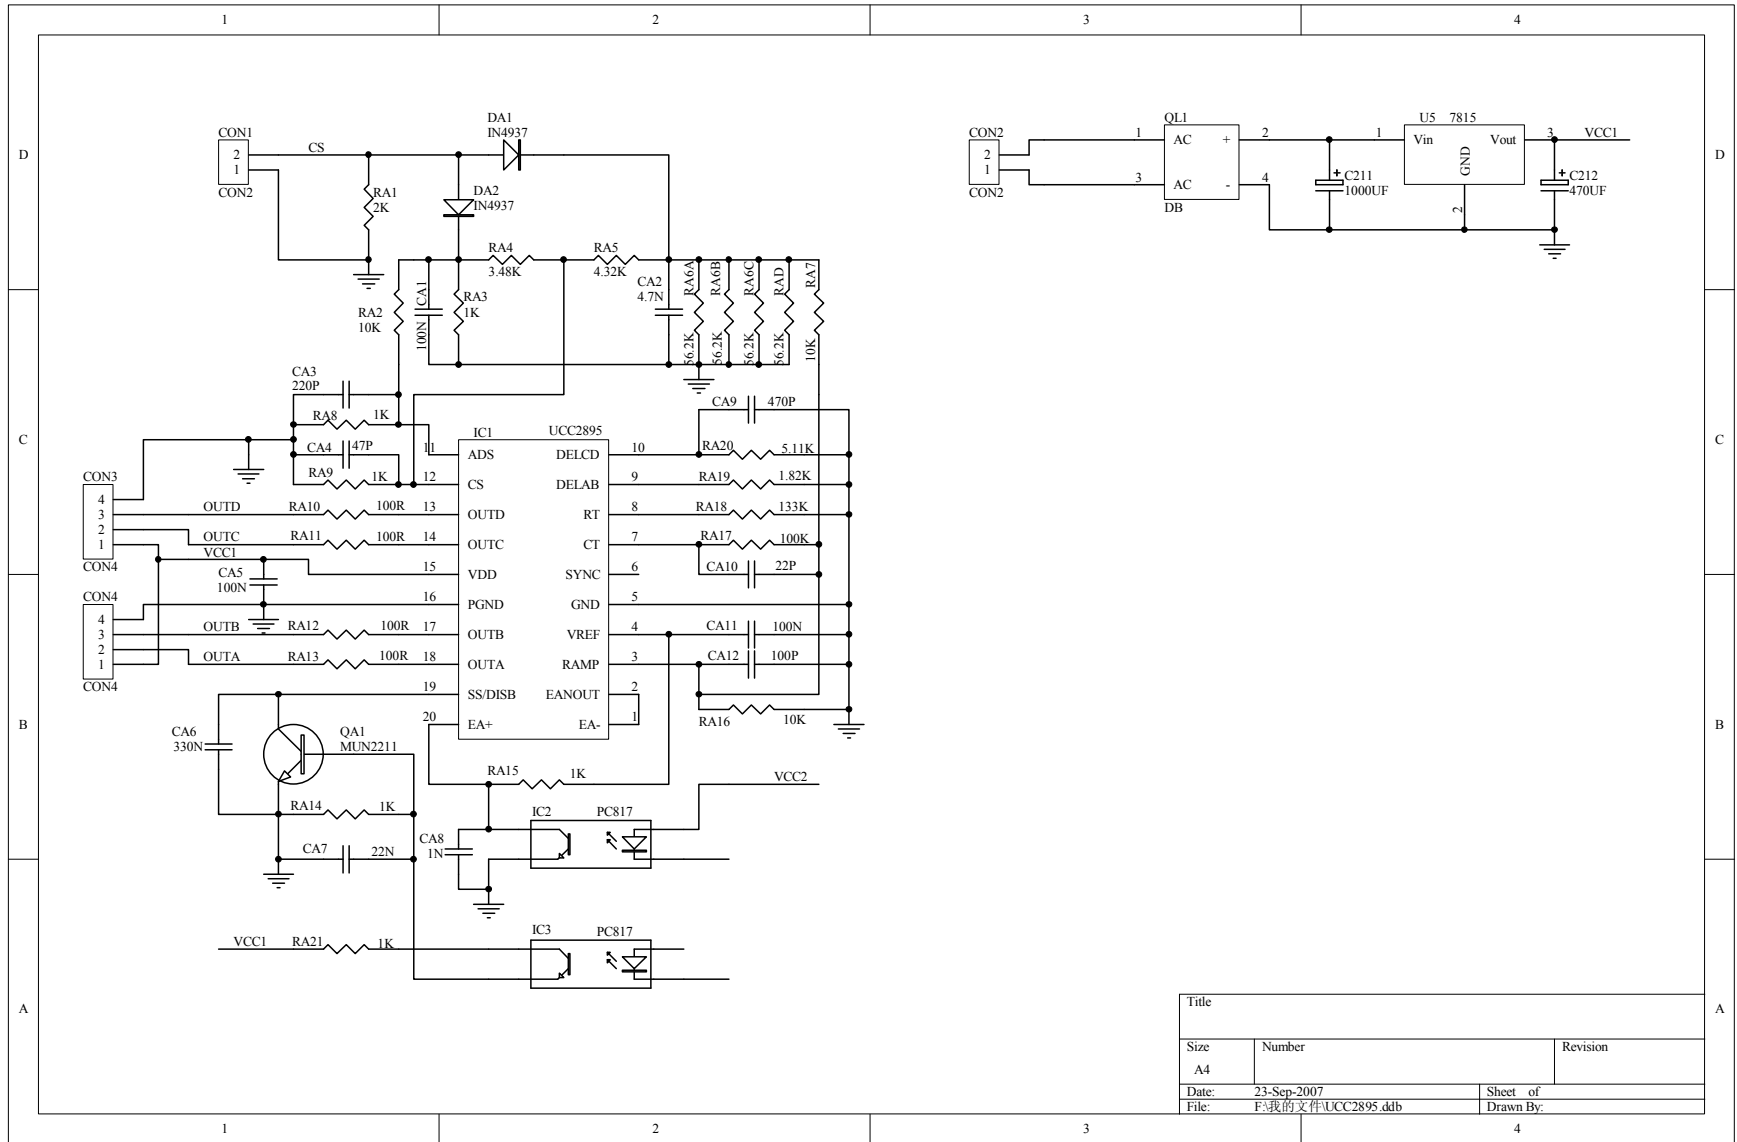 1 2 3 4
D
C
B
A
D
C
B
A
1 2 3 4
CON1
2
1
CON2
CS
RA1
2K
DA1
IN4937
DA2
IN4937
RA4
3.48K
RA5
4.32K
RA2
10K
CA1
100N
RA3
1K
CA2
4.7N
RA6A
56.2K
RA6B
56.2K
RA6C
56.2K
RAD
56.2K
RA7
10K
CON2
2
1
CON2
QL1
1 AC + 2
3 AC - 4
DB
C211
1000UF
U5 7815
1 Vin Vout 3
GND
2
VCC1
C212
470UF
CA3
220P
RA8 1K
CA4 47P
RA9 1K
CON3
4
3
2
1
CON4
OUTD RA10 100R
OUTC RA11 100R
VCC1
CA5
100N
CON4
4
3
2
1
CON4
OUTB RA12 100R
OUTA RA13 100R
IC1 UCC2895
11 ADS DELCD 10
12 CS DELAB 9
13 OUTD RT 8
14 OUTC CT 7
15 VDD SYNC 6
16 PGND GND 5
17 OUTB VREF 4
18 OUTA RAMP 3
19 SS/DISB EANOUT 2
20 EA+ EA- 1
CA9 470P
RA20 5.11K
RA19 1.82K
RA18 133K
RA17 100K
CA10 22P
CA11 100N
CA12 100P
RA16 10K
CA6
330N
QA1
MUN2211
RA14 1K
CA7 22N
RA15 1K
VCC2
CA8
1N
IC2 PC817
VCC1 RA21 1K
IC3 PC817
Title
Size Number Revision
A4
Date: 23-Sep-2007 Sheet of
File: F:\我的文件\UCC2895.ddb Drawn By: